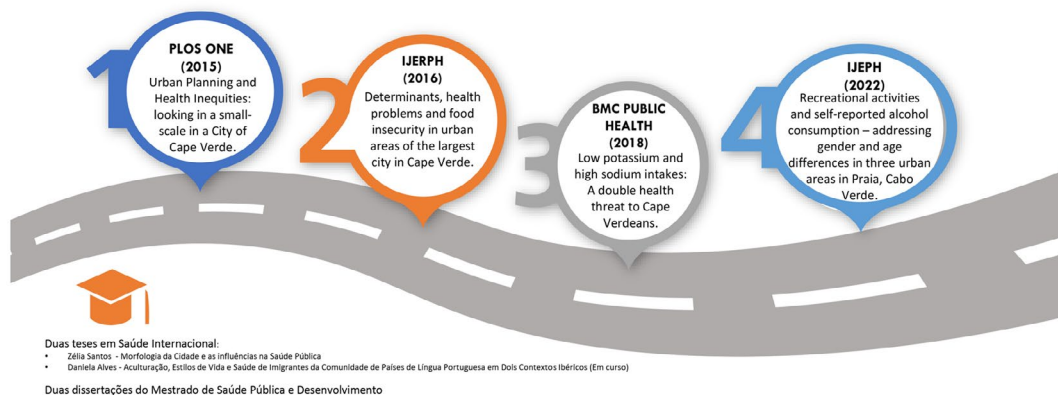 1
PLOS ONE
(2015)
Urban Planning and
Health Inequities:
looking in a small-
scale in a City of
Cape Verde.
2
IJERPH
(2016)
Determinants, health
problems and food
insecurity in urban
areas of the largest
city in Cape Verde.
3
BMC PUBLIC
HEALTH
(2018)
Low potassium and
high sodium intakes:
A double health
threat to Cape
Verdeans.
4
IJEPH
(2022)
Recreational activities
and self-reported alcohol
consumption – addressing
gender and age
differences in three urban
areas in Praia, Cabo
Verde.
Duas teses em Saúde Internacional:
• Zélia Santos - Morfologia da Cidade e as influências na Saúde Pública
• Daniela Alves - Aculturação, Estilos de Vida e Saúde de Imigrantes da Comunidade de Países de Língua Portuguesa em Dois Contextos Ibéricos (Em curso)
Duas dissertações do Mestrado de Saúde Pública e Desenvolvimento